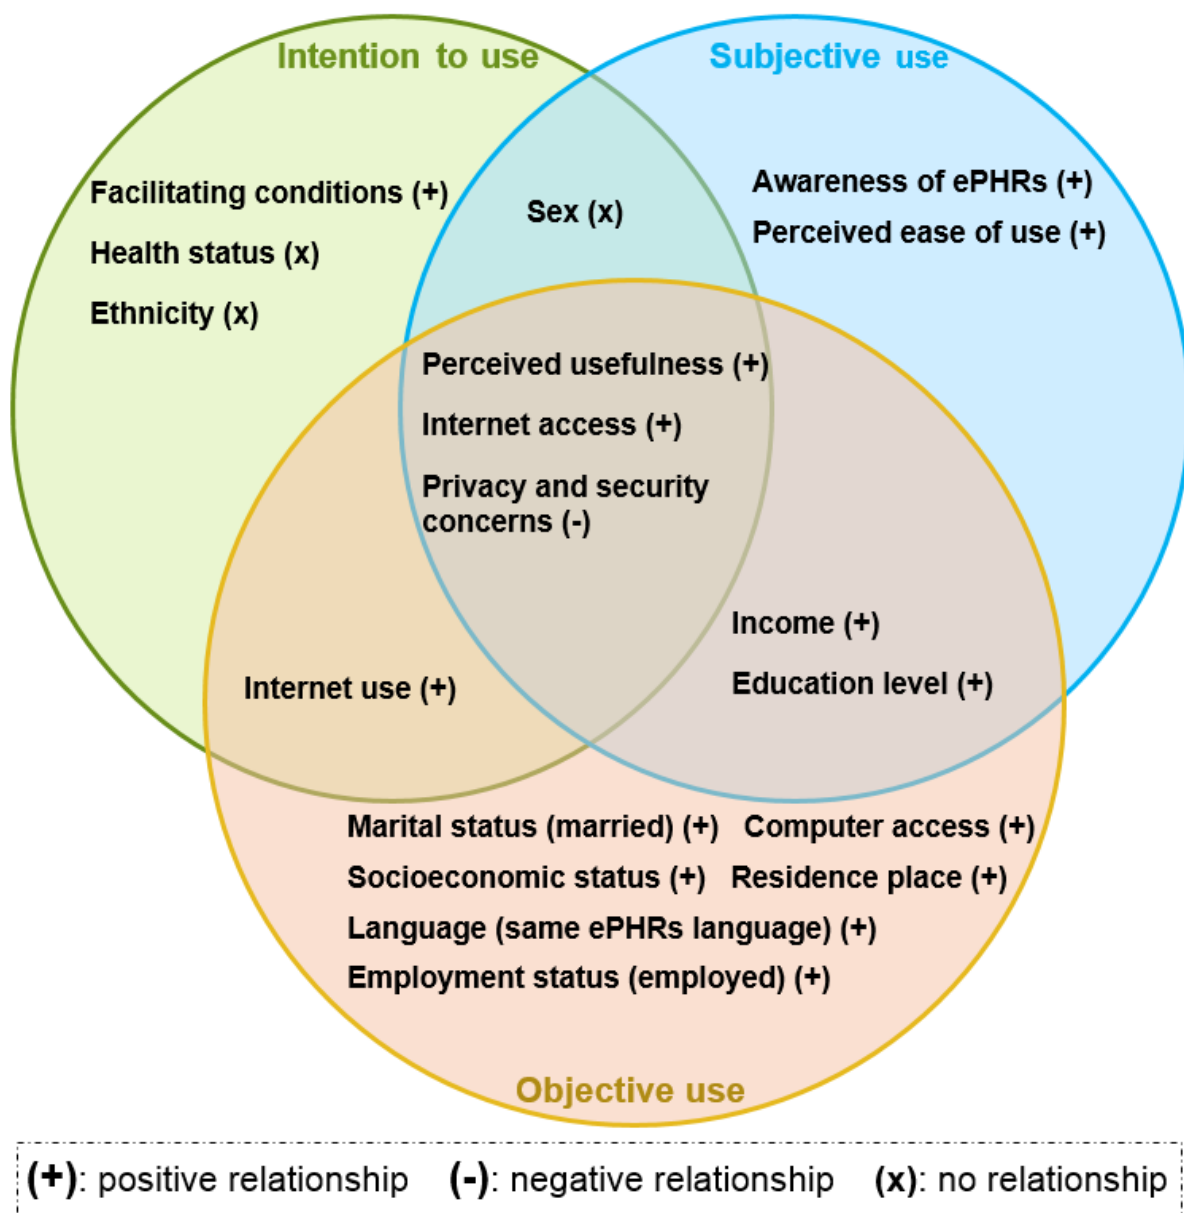 Intention to use
Subjective use
Facilitating conditions (+)
Health status (x)
Ethnicity (x)
Sex (x)
Awareness of ePHRs (+)
Perceived ease of use (+)
Perceived usefulness (+)
Internet access (+)
Privacy and security
concerns (-)
Internet use (+)
Income (+)
Education level (+)
Marital status (married) (+)
Computer access (+)
Socioeconomic status (+)
Residence place (+)
Language (same ePHRs language) (+)
Employment status (employed) (+)
Objective use
(+): positive relationship
(-): negative relationship
(x): no relationship